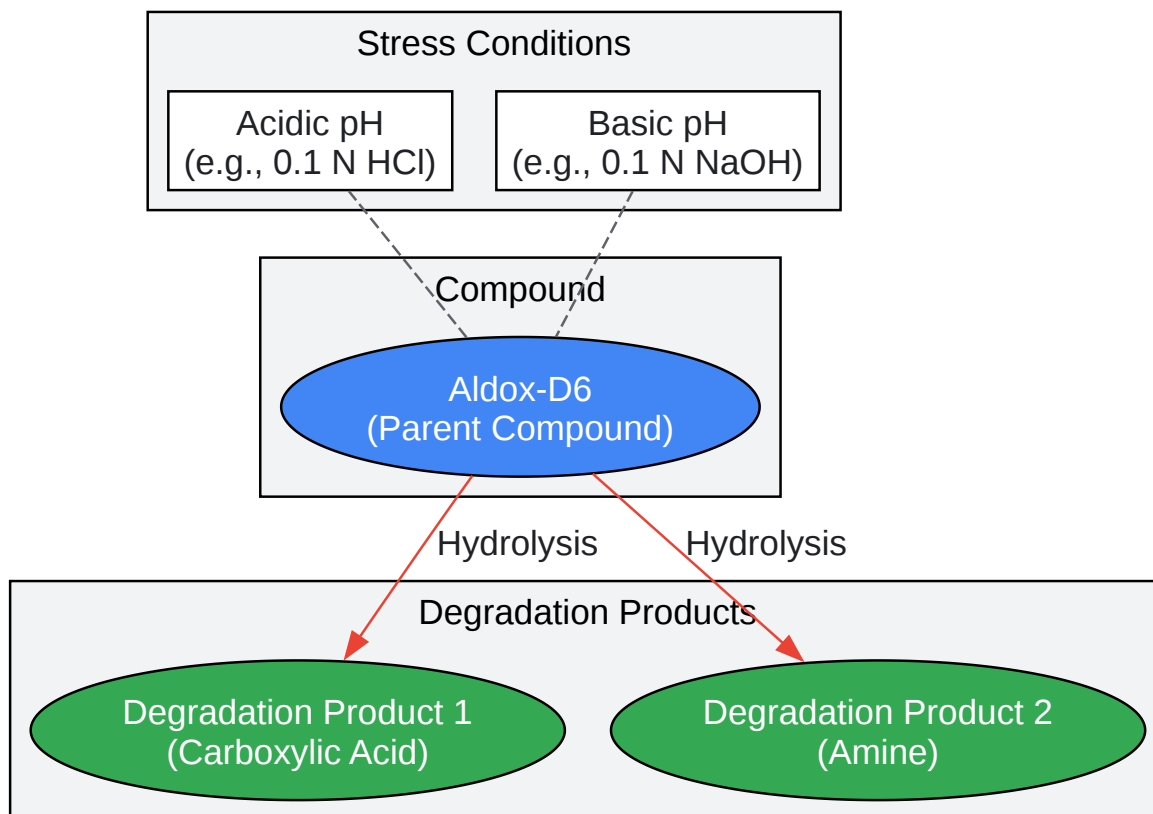 Stress Conditions
Acidic pH
(e.g., 0.1 N HCl)
Basic pH
(e.g., 0.1 N NaOH)
Compound
Aldox-D6
(Parent Compound)
Hydrolysis
Hydrolysis
Degradation Products
Degradation Product 1
(Carboxylic Acid)
Degradation Product 2
(Amine)